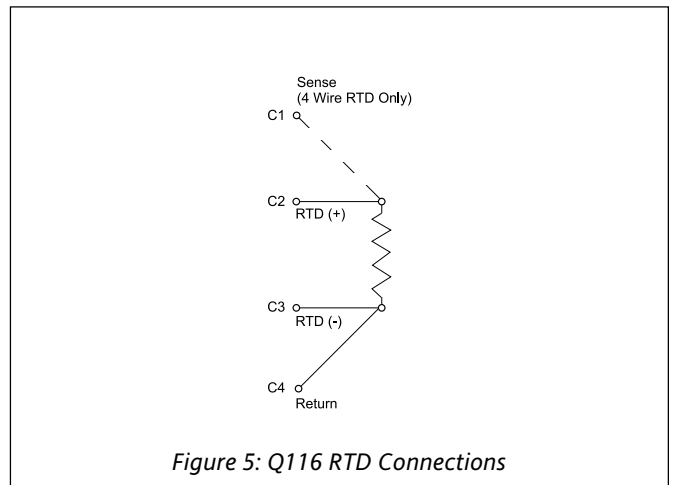 Sense
(4 Wire RTD Only)
C1
C2
RTD (+)
C3
RTD (-)
C4
Return
Figure 5: Q116 RTD Connections